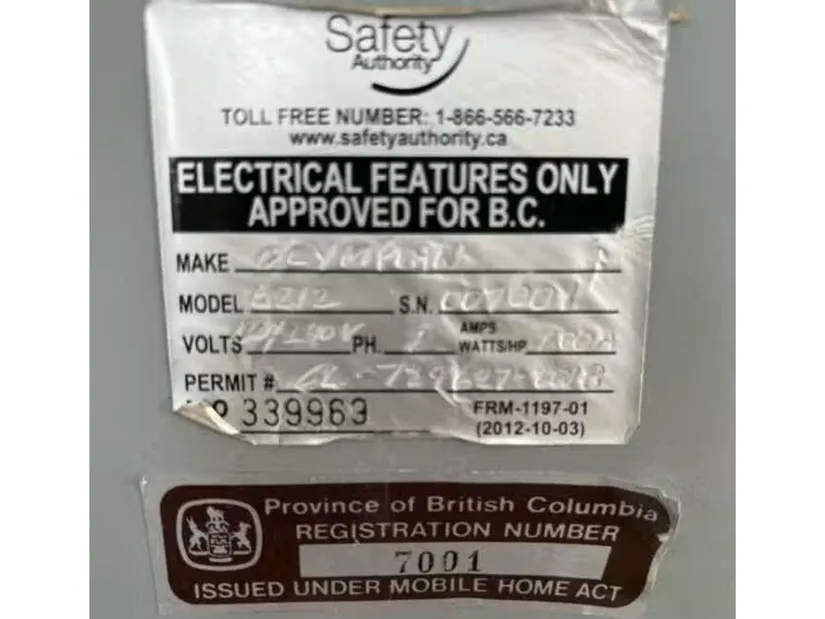 Safety
Authority
TOLL FREE NUMBER: 1-866-566-7233
www.safetyauthority.ca
ELECTRICAL FEATURES ONLY
APPROVED FOR B.C.
MAKE
MODEL S.N.
VOLTS PH. AMPS
WATTS/HP
PERMIT #
339963 FRM-1197-01
(2012-10-03)
Province of British Columbia
REGISTRATION NUMBER
7001
ISSUED UNDER MOBILE HOME ACT